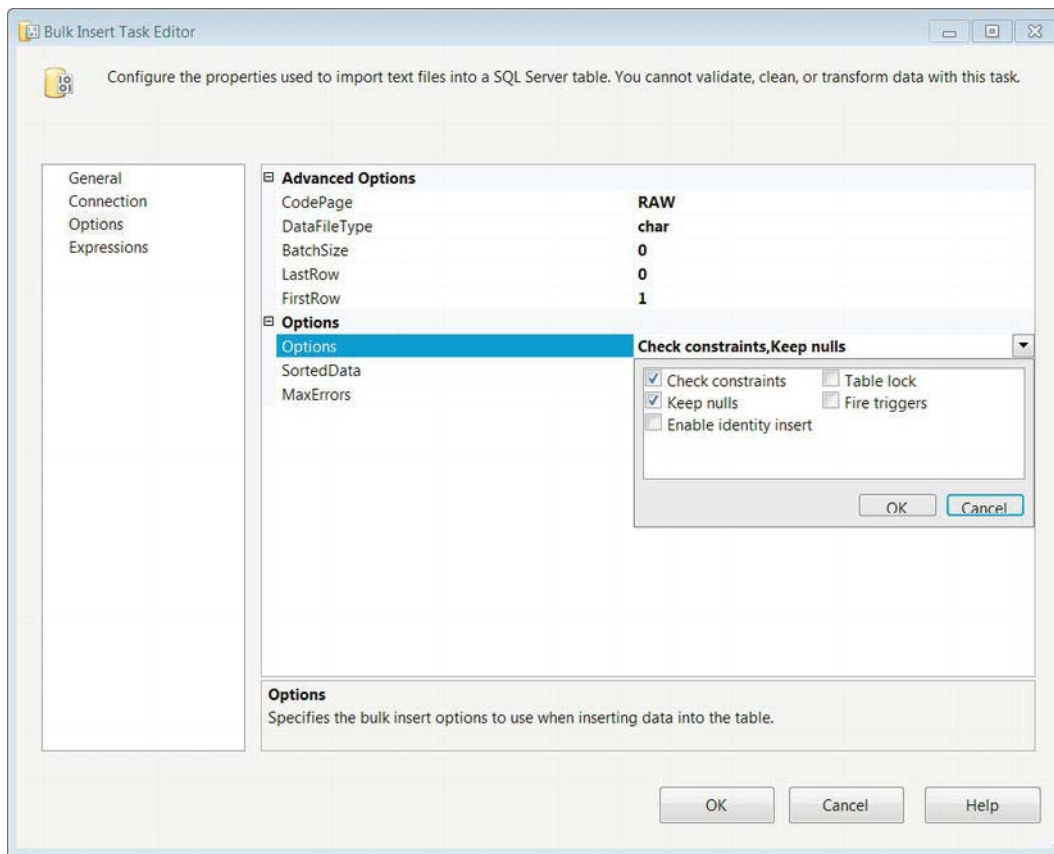 Bulk Insert Task Editor
Configure the properties used to import text files into a SQL Server table. You cannot validate, clean, or transform data with this task.
General
Connection
Options
Expressions
Advanced Options
CodePage RAW
DataFileType char
BatchSize 0
LastRow 0
FirstRow 1
Options
Options Check constraints,Keep nulls
SortedData
MaxErrors
Check constraints Table lock
Keep nulls Fire triggers
Enable identity insert
OK Cancel
Options
Specifies the bulk insert options to use when inserting data into the table.
OK Cancel Help